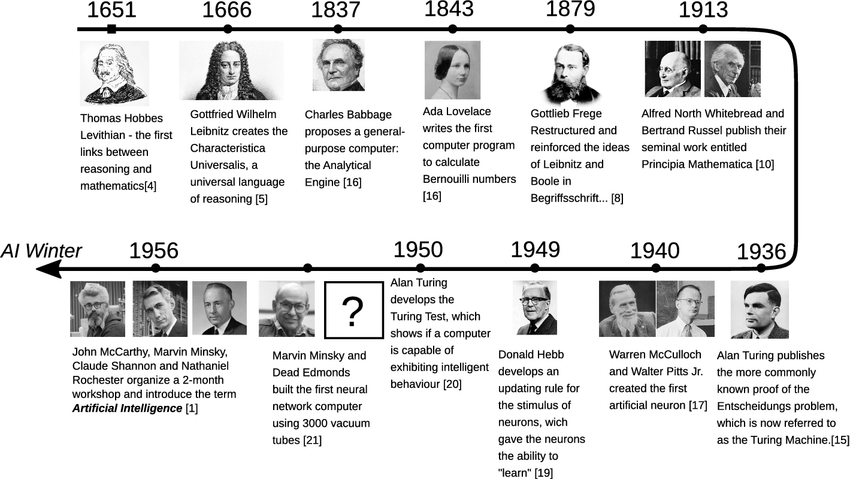 1651
1666
1837
1843
1879
1913
Thomas Hobbes
Levithian - the first
links between
reasoning and
mathematics[4]
Gottfried Wilhelm
Leibnitz creates the
Characteristica
Universalis, a
universal language
of reasoning [5]
Charles Babbage
proposes a general-
purpose computer:
the Analytical
Engine [16]
Ada Lovelace
writes the first
computer program
to calculate
Bernouilli numbers
[16]
Gottlieb Frege
Restructured and
reinforced the ideas
of Leibnitz and
Boole in
Begriffsschrift... [8]
Alfred North Whitebread and
Bertrand Russel publish their
seminal work entitled
Principia Mathematica [10]
AI Winter
1956
1950
1949
1940
1936
John McCarthy, Marvin Minsky,
Claude Shannon and Nathaniel
Rochester organize a 2-month
workshop and introduce the term
Artificial Intelligence [1]
?
Marvin Minsky and
Dead Edmonds
built the first neural
network computer
using 3000 vacuum
tubes [21]
Alan Turing
develops the
Turing Test, which
shows if a computer
is capable of
exhibiting intelligent
behaviour [20]
Donald Hebb
develops an
updating rule for
the stimulus of
neurons, wich
gave the neurons
the ability to
"learn" [19]
Warren McCulloch
and Walter Pitts Jr.
created the first
artificial neuron [17]
Alan Turing publishes
the more commonly
known proof of the
Entscheidungs problem,
which is now referred to
as the Turing Machine.[15]